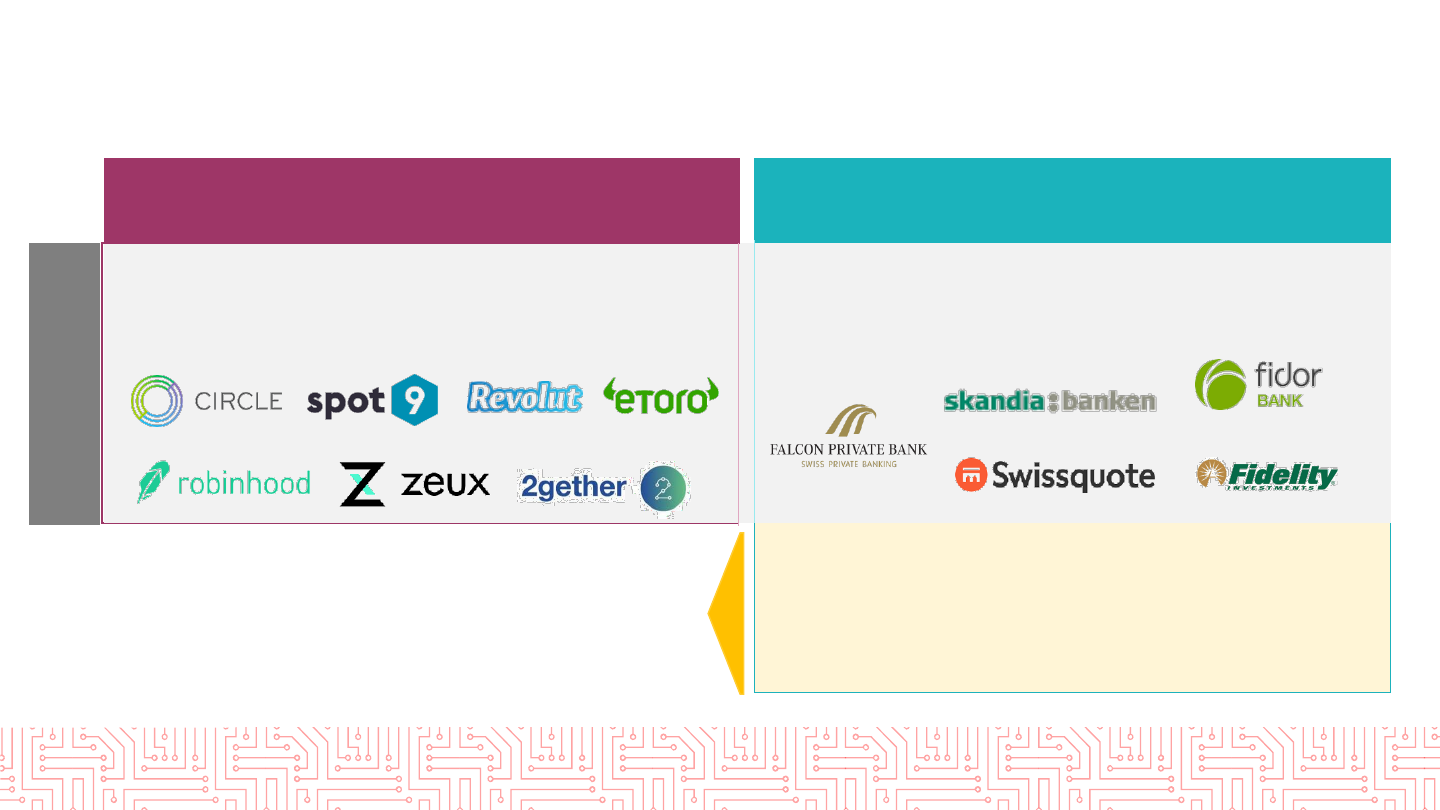 CIRCLE spot 9 Revolut eTORO
robinhood zeux 2gether 2
FALCON PRIVATE BANK
SWISS PRIVATE BANKING
skandia:banken
fidor
BANK
Swissquote
Fidelity
INVESTMENTS